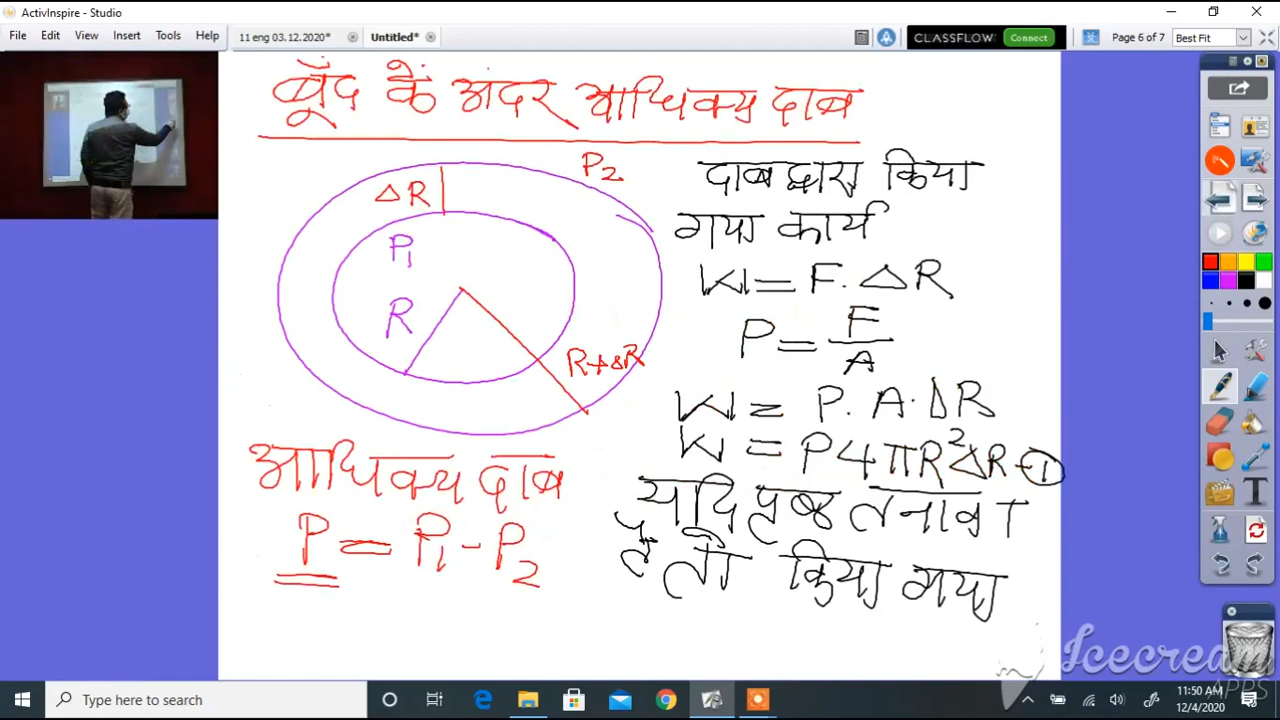 ActivInspire - Studio
File Edit View Insert Tools Help
11 eng 03.12.2020*
Untitled*
CLASSFLOW Connect
Page 6 of 7
Best Fit
बूँद कें अंदर आधिक्य दाब
P2
ΔR
P1
R
R+ΔR
आधिक्य दाब
P = P1 - P2
दाब द्वारा किया
गया कार्य
W = F. ΔR
P = F/A
W = P. A. ΔR
W = P4πR²ΔR-①
यदि पृष्ठ तनाव T
है तो किया गया
Icecream
APPS
Type here to search
11:50 AM
12/4/2020